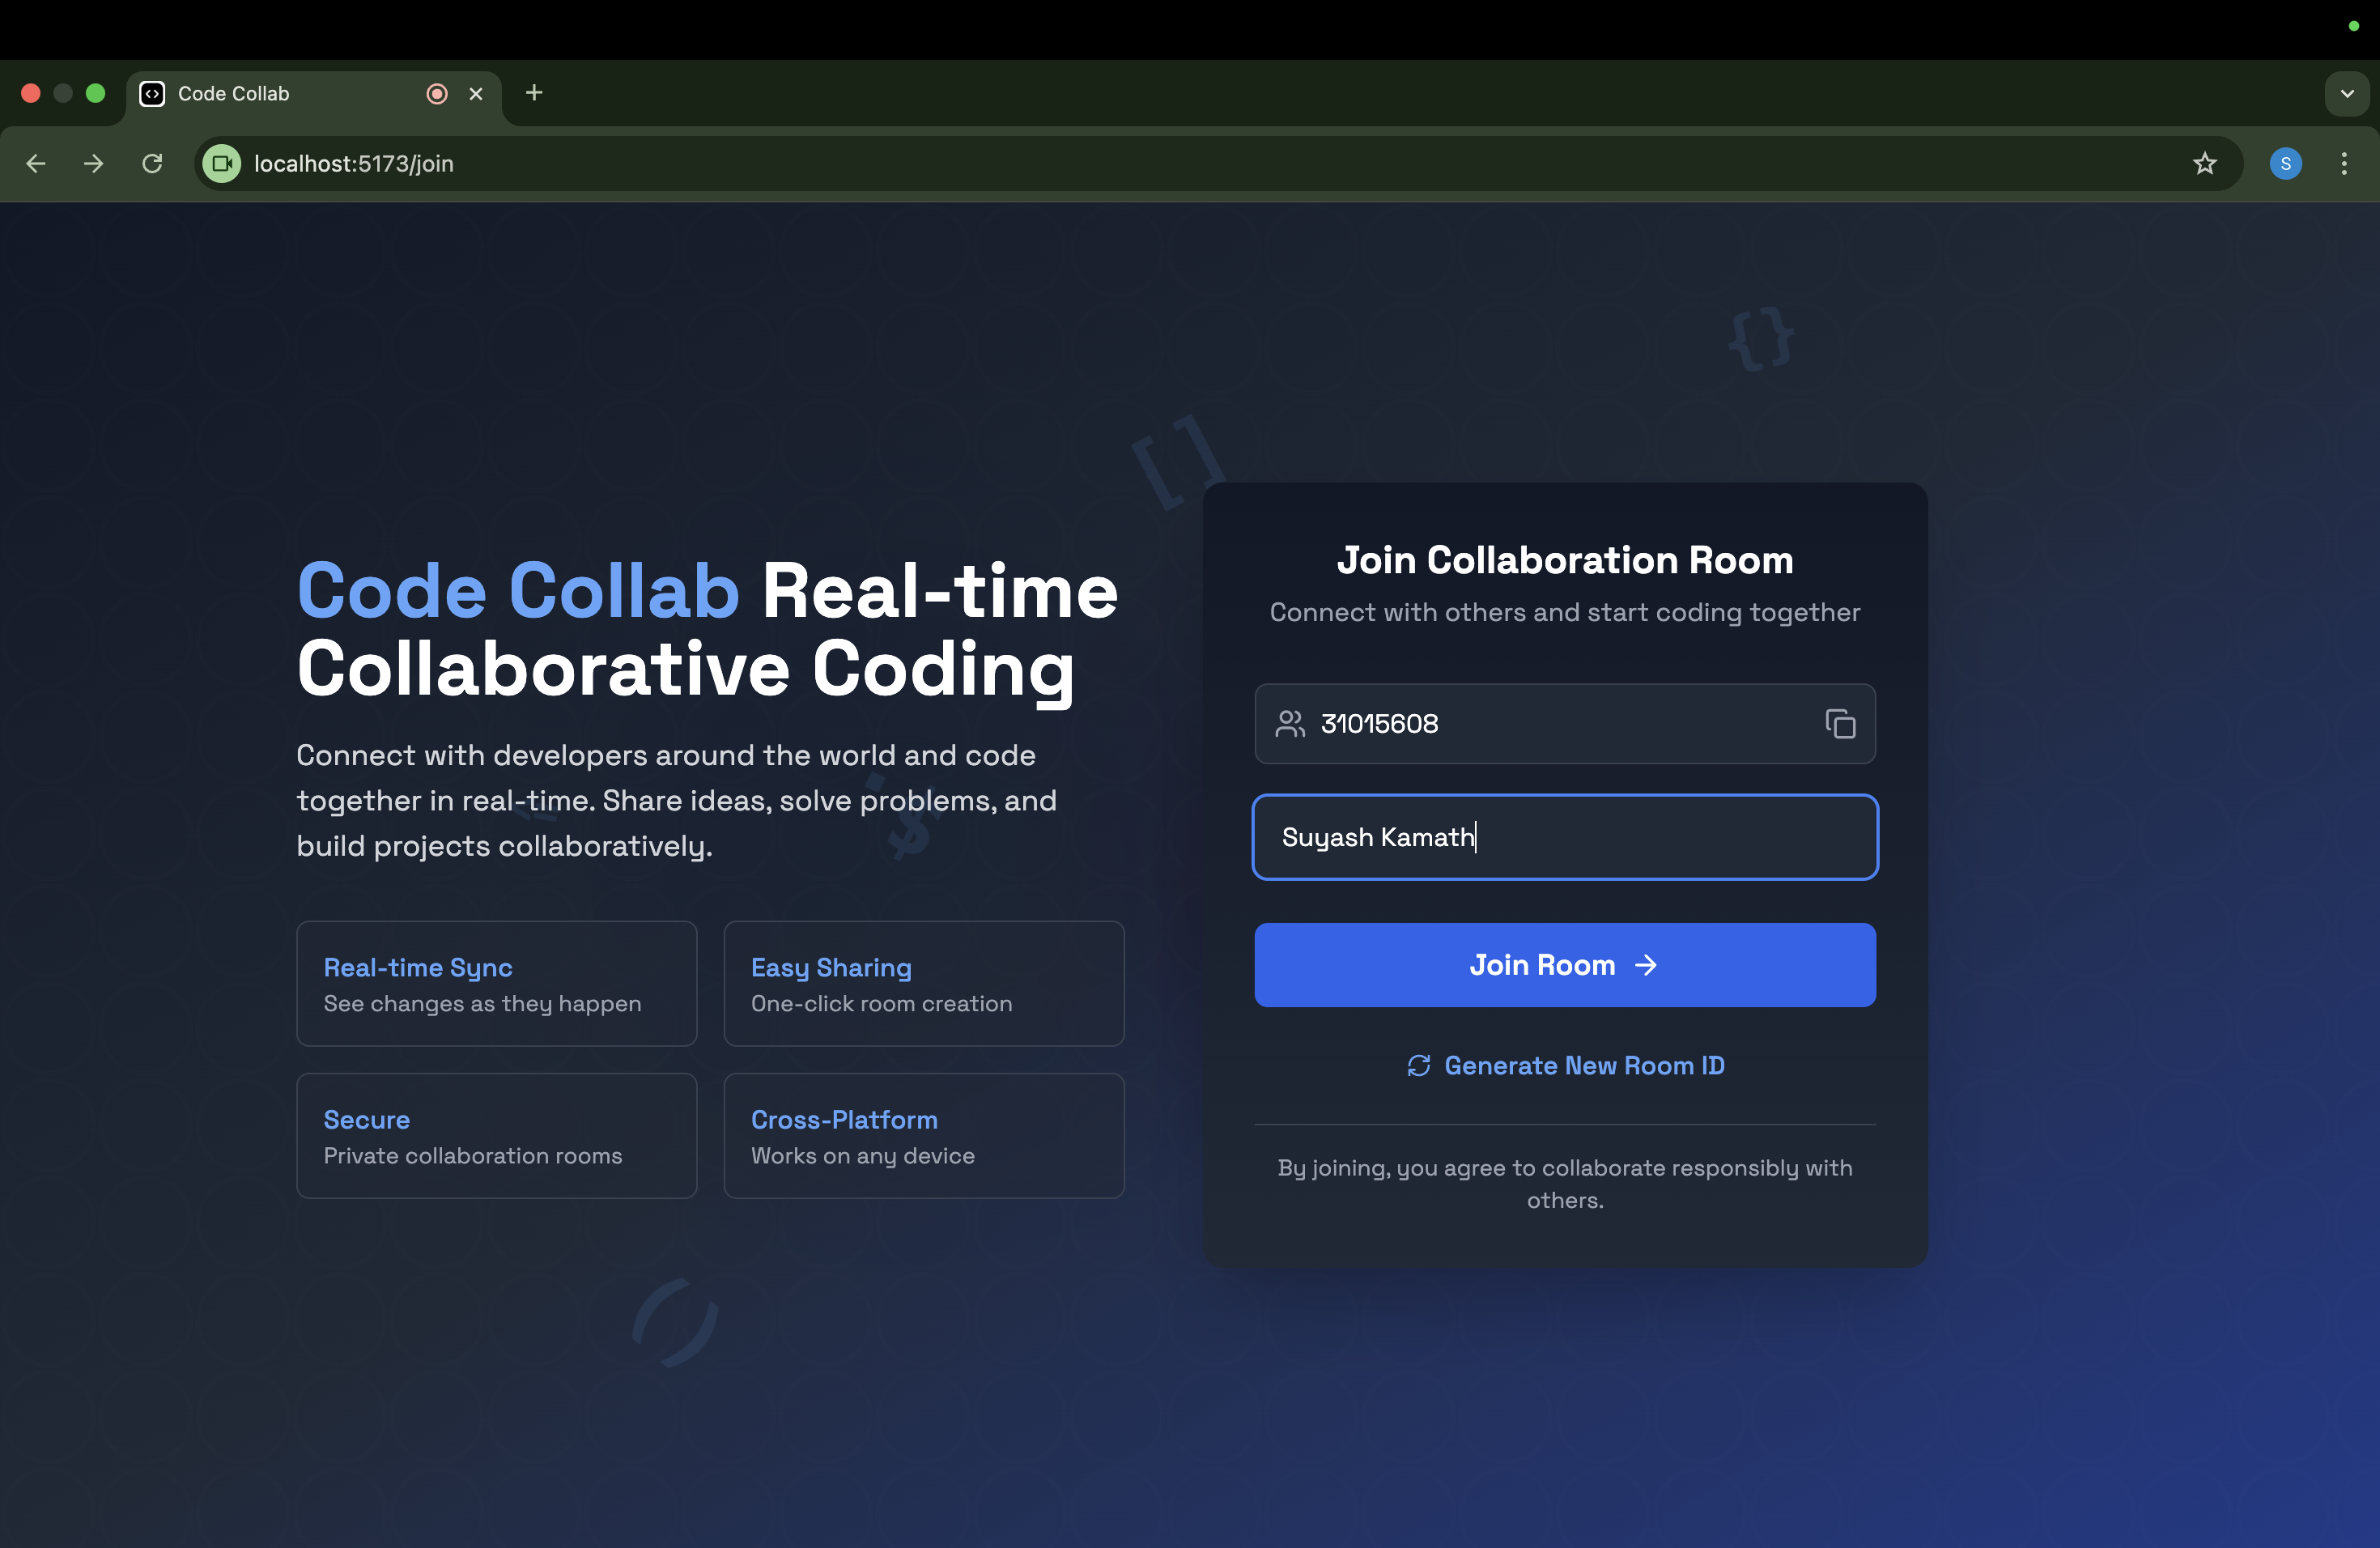 Code Collab
localhost:5173/join
S
{}
[]
Code Collab Real-time
Collaborative Coding
Connect with developers around the world and code
together in real-time. Share ideas, solve problems, and
build projects collaboratively.
$
Real-time Sync
See changes as they happen
Easy Sharing
One-click room creation
Secure
Private collaboration rooms
Cross-Platform
Works on any device
()
Join Collaboration Room
Connect with others and start coding together
31015608
Suyash Kamath
Join Room →
Generate New Room ID
By joining, you agree to collaborate responsibly with
others.